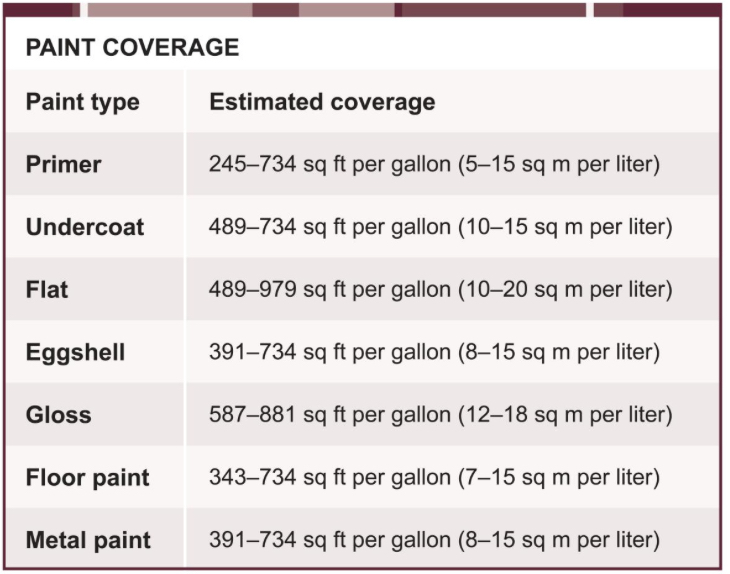 PAINT COVERAGE
Paint type Estimated coverage
Primer 245–734 sq ft per gallon (5–15 sq m per liter)
Undercoat 489–734 sq ft per gallon (10–15 sq m per liter)
Flat 489–979 sq ft per gallon (10–20 sq m per liter)
Eggshell 391–734 sq ft per gallon (8–15 sq m per liter)
Gloss 587–881 sq ft per gallon (12–18 sq m per liter)
Floor paint 343–734 sq ft per gallon (7–15 sq m per liter)
Metal paint 391–734 sq ft per gallon (8–15 sq m per liter)